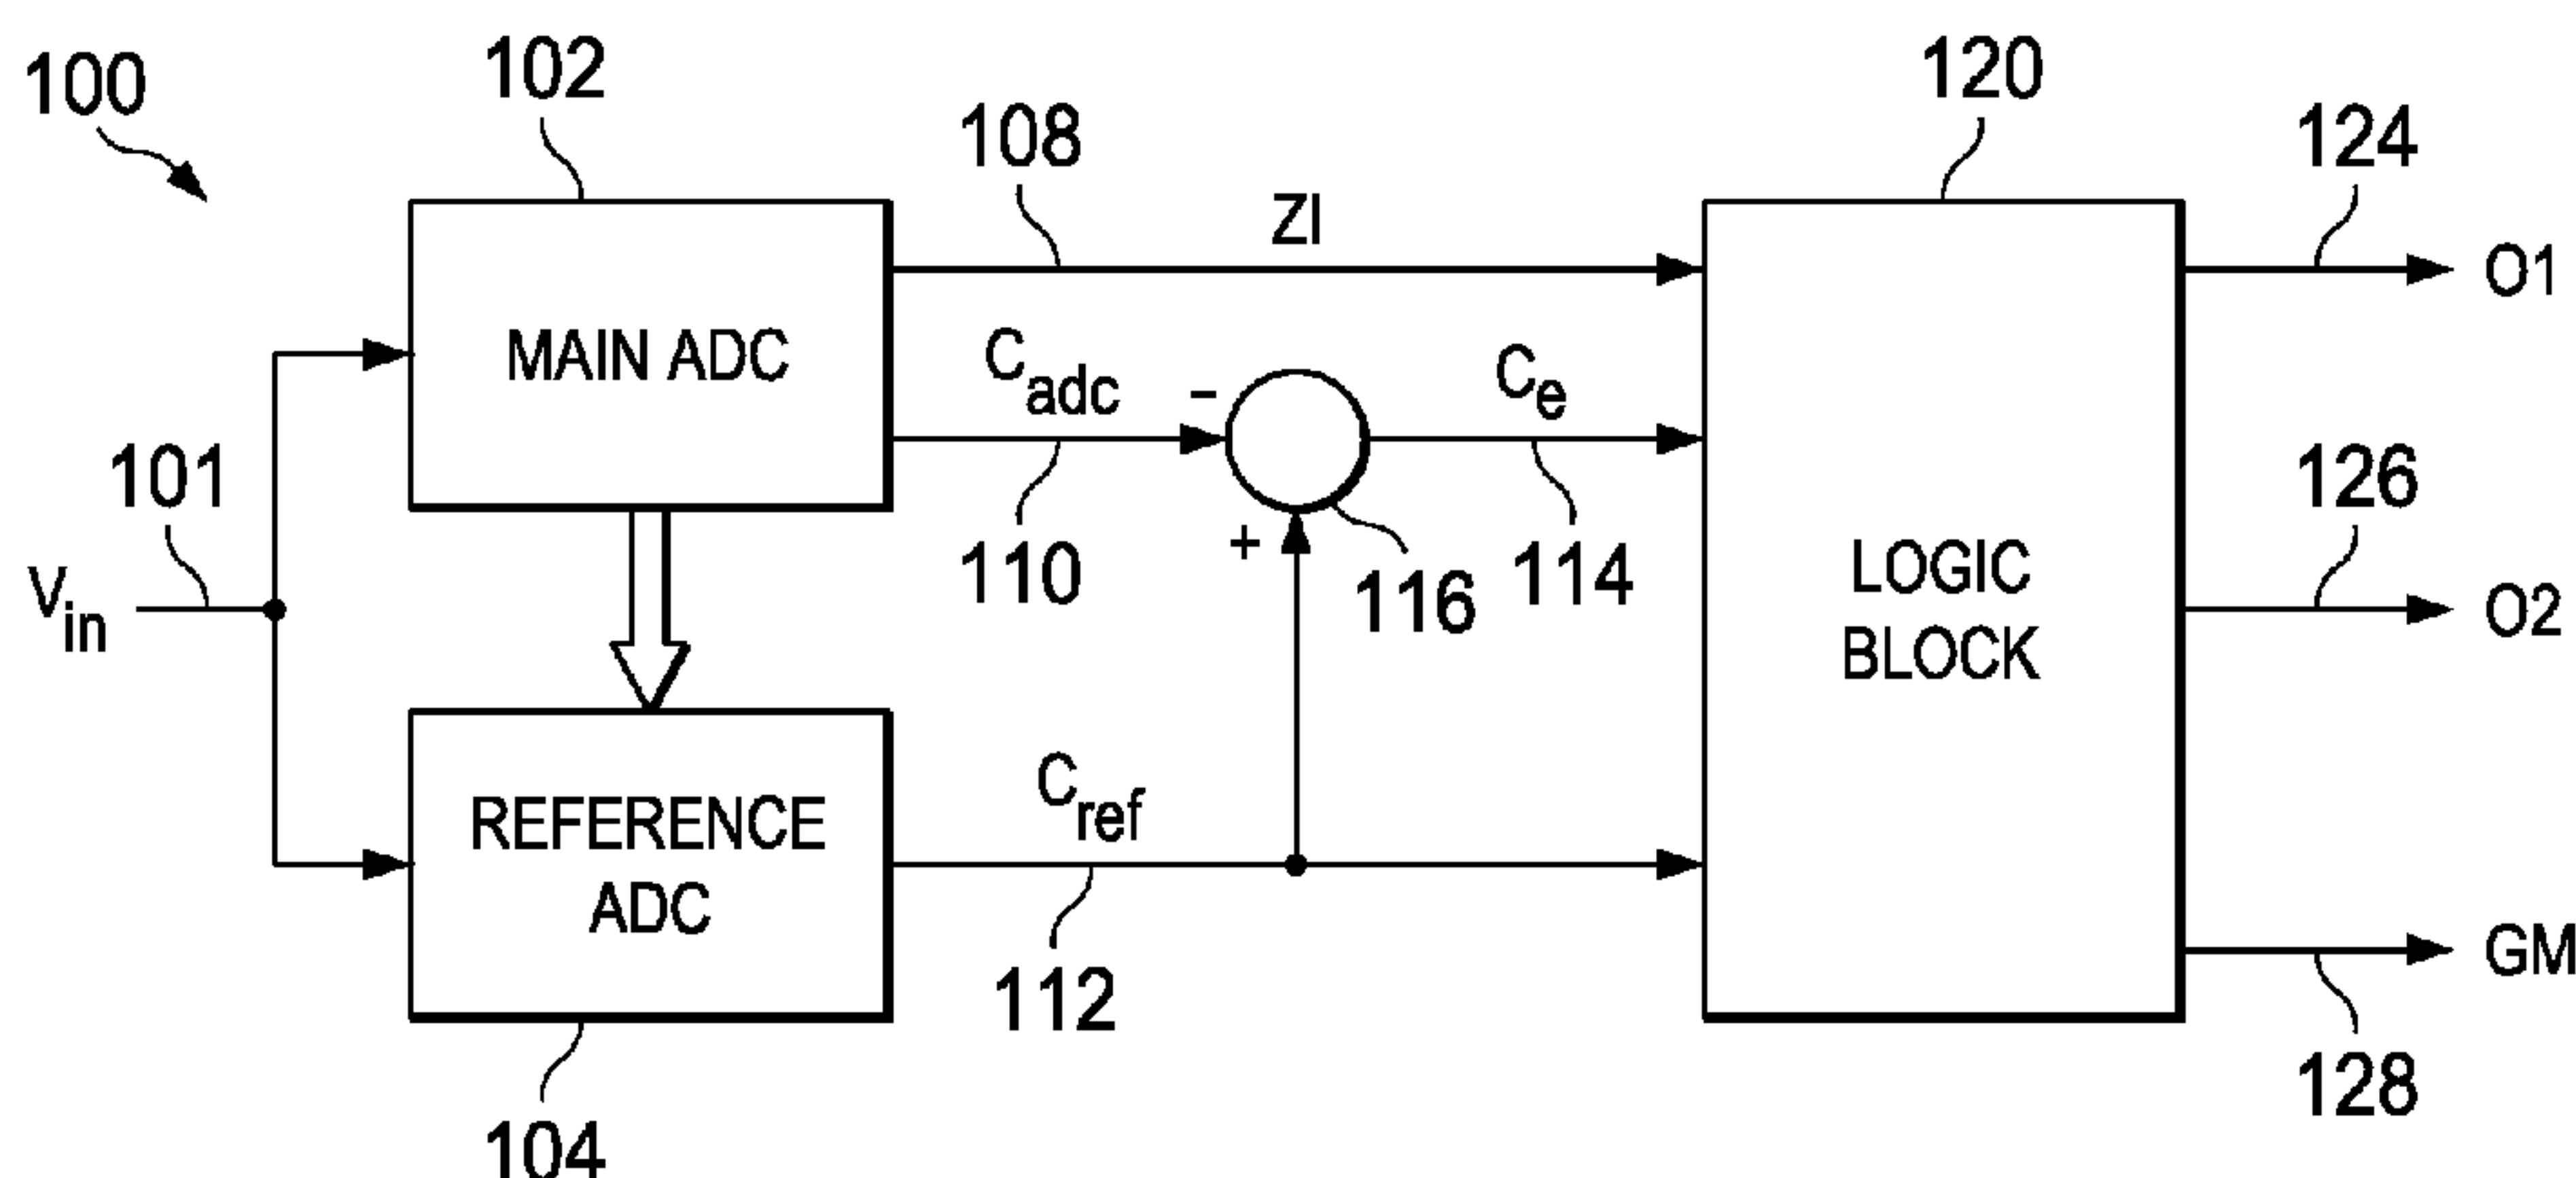 100
102
120
108
124
ZI
O1
MAIN ADC
Cadc
-
Ce
101
126
Vin
+
110
116
114
LOGIC
BLOCK
O2
Cref
REFERENCE
ADC
112
GM
128
104